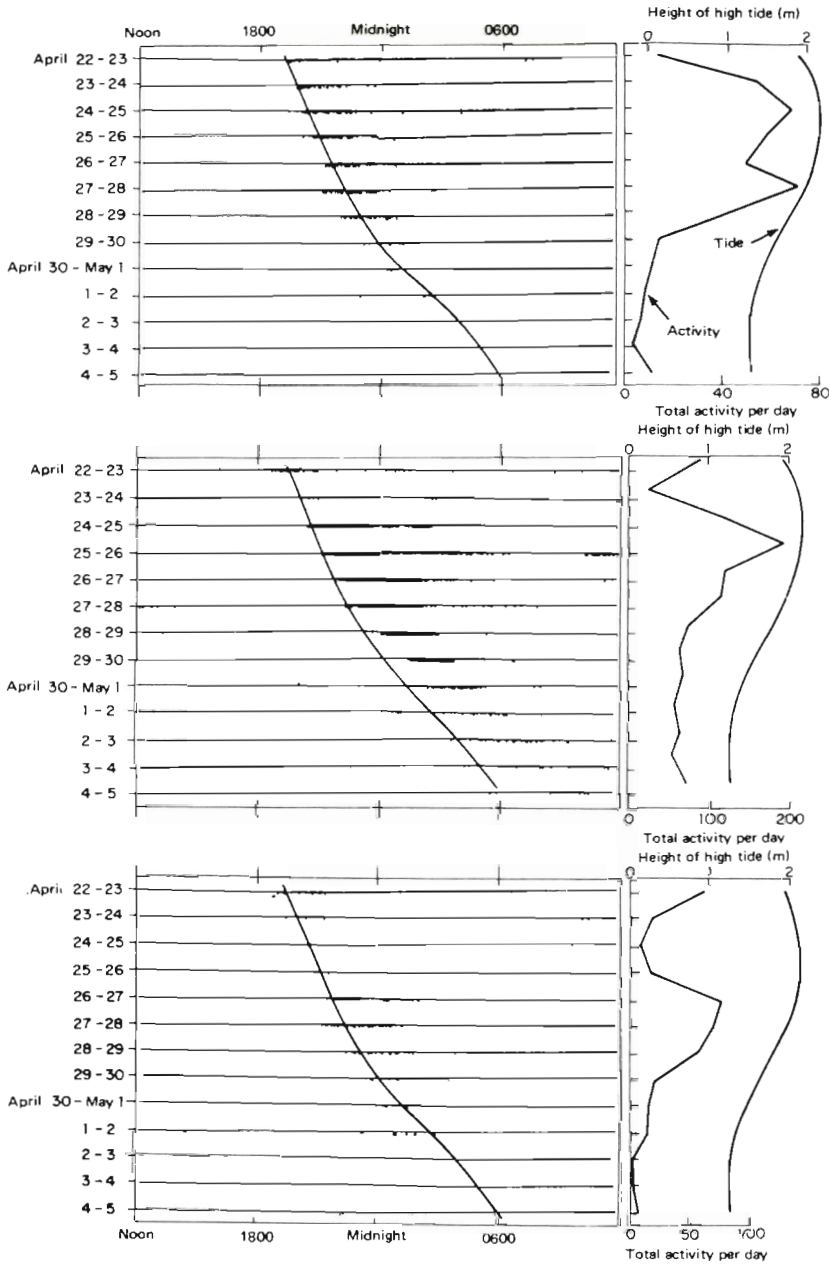 Height of high tide (m)
Noon 1800 Midnight 0600 0 1 2
April 22 - 23
23 - 24
24 - 25
25 - 26
26 - 27
27 - 28
28 - 29
29 - 30
April 30 - May 1
1 - 2
2 - 3
3 - 4
4 - 5
Tide
Activity
0 40 80
Total activity per day
Height of high tide (m)
0 1 2
April 22 - 23
23 - 24
24 - 25
25 - 26
26 - 27
27 - 28
28 - 29
29 - 30
April 30 - May 1
1 - 2
2 - 3
3 - 4
4 - 5
0 100 200
Total activity per day
Height of high tide (m)
0 1 2
April 22 - 23
23 - 24
24 - 25
25 - 26
26 - 27
27 - 28
28 - 29
29 - 30
April 30 - May 1
1 - 2
2 - 3
3 - 4
4 - 5
Noon 1800 Midnight 0600 0 50 100
Total activity per day